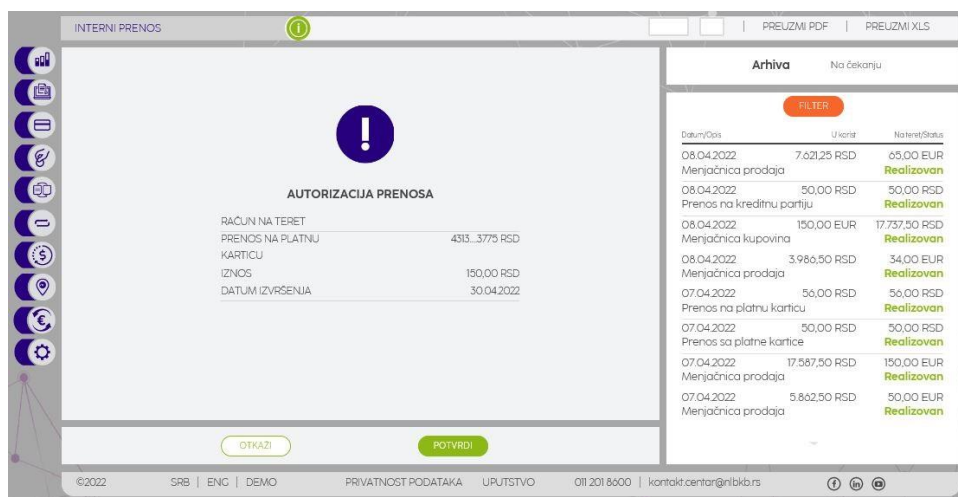 INTERNI PRENOS
PREUZMI PDF | PREUZMI XLS
Arhiva Na čekanju
FILTER
Datum/Opis U korist Na teret/Status
08.04.2022 7.621,25 RSD 65,00 EUR
Menjačnica prodaja Realizovan
08.04.2022 50,00 RSD 50,00 RSD
Prenos na kreditnu partiju Realizovan
08.04.2022 150,00 EUR 17.737,50 RSD
Menjačnica kupovina Realizovan
08.04.2022 3.986,50 RSD 34,00 EUR
Menjačnica prodaja Realizovan
07.04.2022 56,00 RSD 56,00 RSD
Prenos na platnu karticu Realizovan
07.04.2022 50,00 RSD 50,00 RSD
Prenos sa platne kartice Realizovan
07.04.2022 17.587,50 RSD 150,00 EUR
Menjačnica prodaja Realizovan
07.04.2022 5.862,50 RSD 50,00 EUR
Menjačnica prodaja Realizovan
AUTORIZACIJA PRENOSA
RAČUN NA TERET
PRENOS NA PLATNU 4313...3775 RSD
KARTICU
IZNOS 150,00 RSD
DATUM IZVRŠENJA 30.04.2022
OTKAŽI POTVRDI
©2022 SRB | ENG | DEMO PRIVATNOST PODATAKA UPUTSTVO 011 201 8600 | kontakt.centar@nlbkb.rs